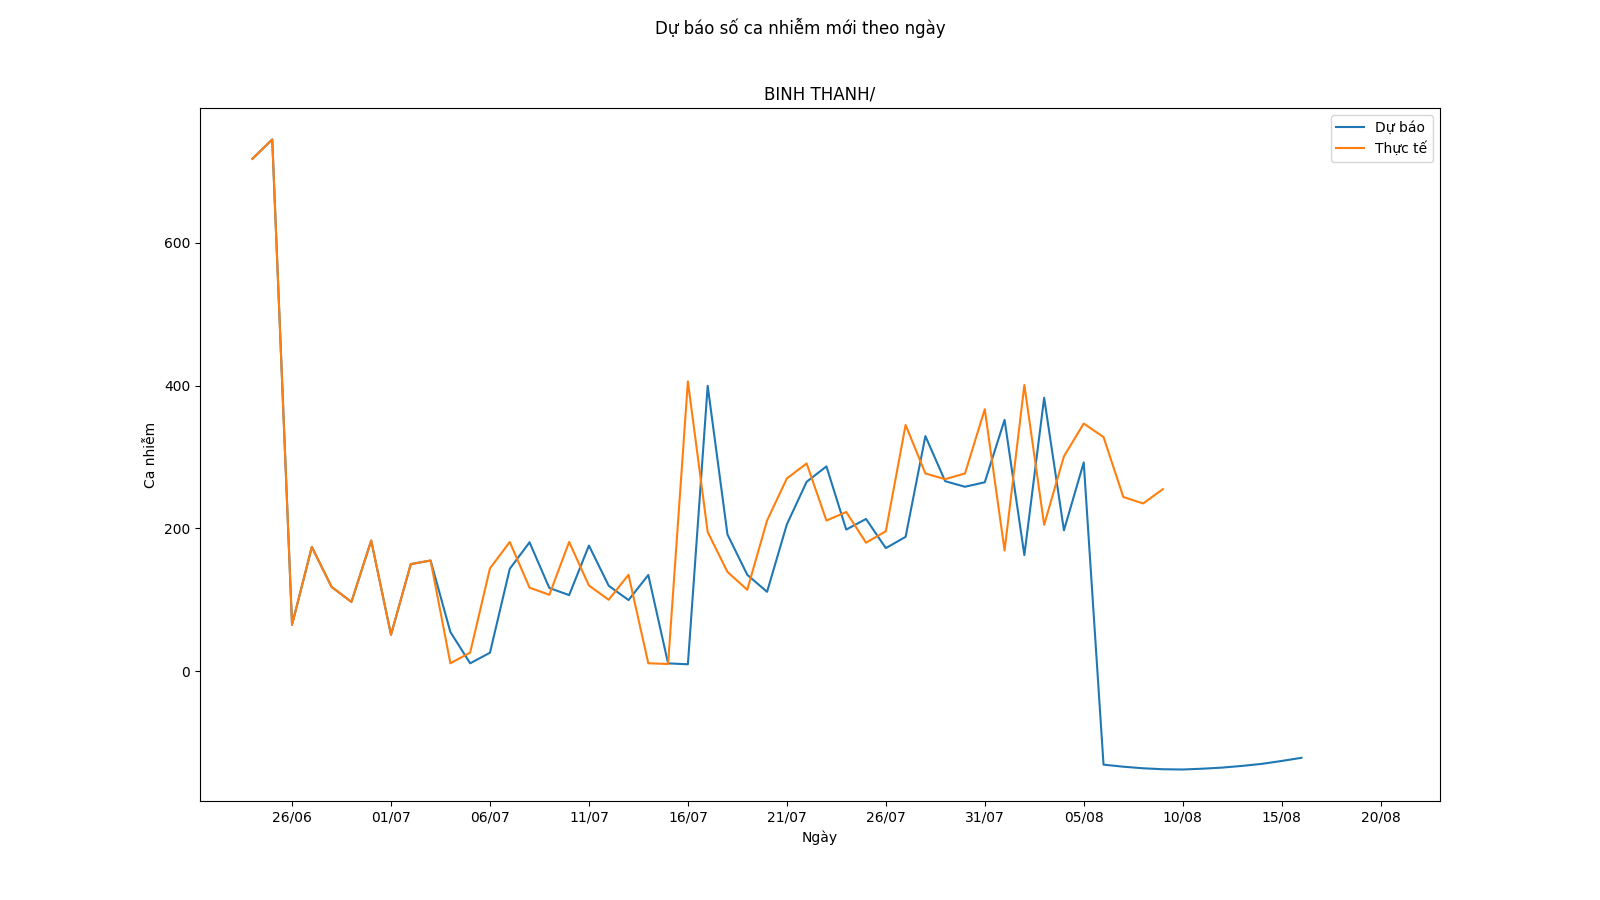 Dự báo số ca nhiễm mới theo ngày
BINH THANH/
Dự báo
Thực tế
600
400
200
0
Ca nhiễm
26/06 01/07 06/07 11/07 16/07 21/07 26/07 31/07 05/08 10/08 15/08 20/08
Ngày